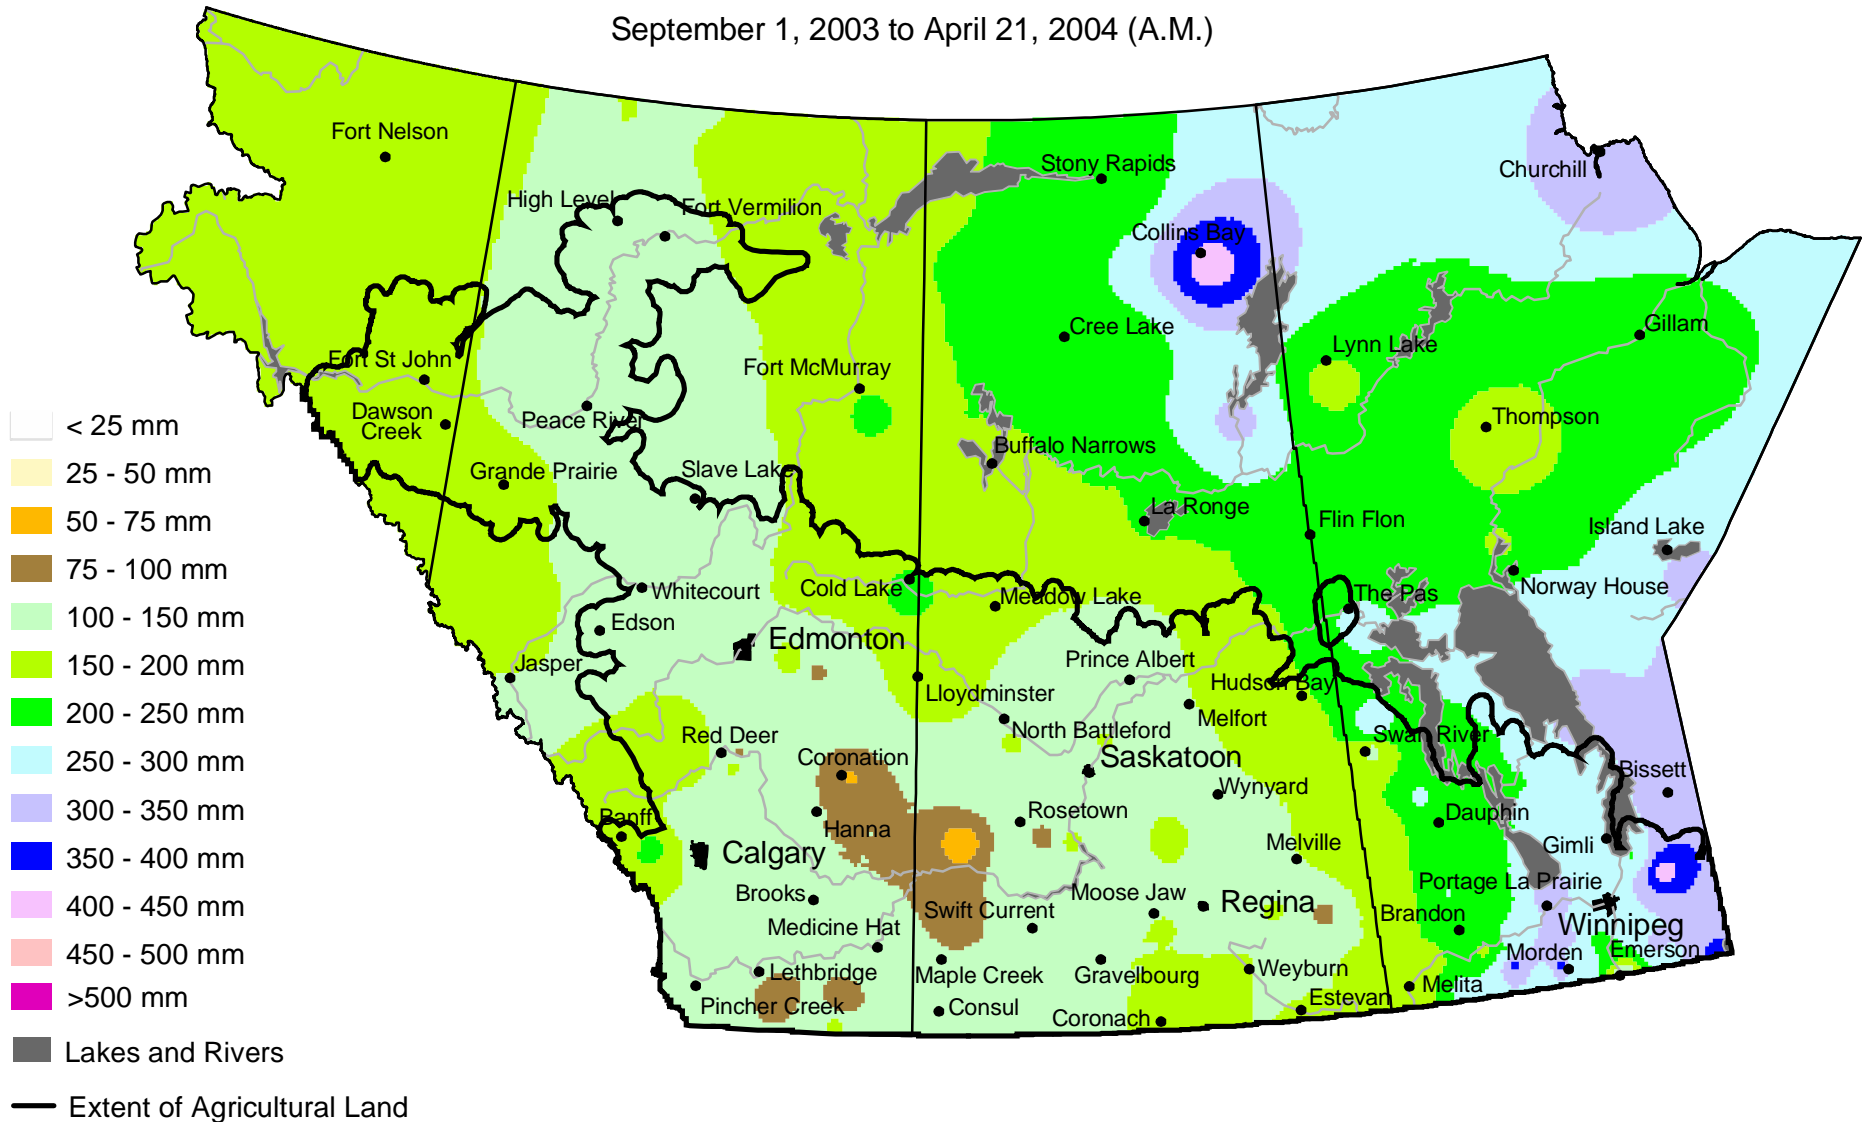 September 1, 2003 to April 21, 2004 (A.M.)
Fort Nelson
Stony Rapids
Churchill
High Level
Fort Vermilion
Collins Bay
Cree Lake
Gillam
Lynn Lake
Fort St John
Fort McMurray
Dawson
Creek
Peace River
Thompson
Buffalo Narrows
Grande Prairie
Slave Lake
La Ronge
Flin Flon
Island Lake
Whitecourt
Cold Lake
Meadow Lake
The Pas
Norway House
Edson
Edmonton
Jasper
Prince Albert
Hudson Bay
Lloydminster
Melfort
North Battleford
Red Deer
Swan River
Coronation
Saskatoon
Bissett
Wynyard
Banff
Hanna
Rosetown
Dauphin
Gimli
Calgary
Melville
Brooks
Moose Jaw
Portage La Prairie
Swift Current
Regina
Brandon
Winnipeg
Medicine Hat
Morden
Emerson
Lethbridge
Maple Creek
Gravelbourg
Weyburn
Melita
Pincher Creek
Consul
Coronach
Estevan
< 25 mm
25 - 50 mm
50 - 75 mm
75 - 100 mm
100 - 150 mm
150 - 200 mm
200 - 250 mm
250 - 300 mm
300 - 350 mm
350 - 400 mm
400 - 450 mm
450 - 500 mm
>500 mm
Lakes and Rivers
Extent of Agricultural Land